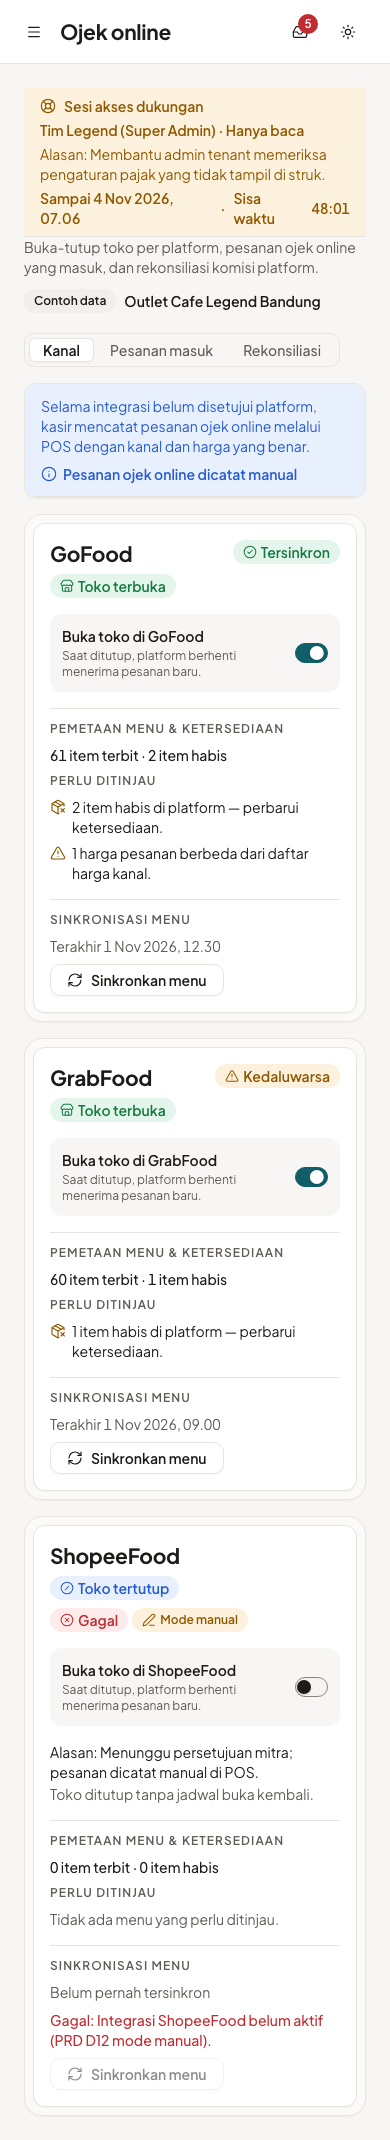 Ojek online
5
Sesi akses dukungan
Tim Legend (Super Admin) · Hanya baca
Alasan: Membantu admin tenant memeriksa
pengaturan pajak yang tidak tampil di struk.
Sampai 4 Nov 2026, 07.06 · Sisa waktu 48:01
Buka-tutup toko per platform, pesanan ojek online
yang masuk, dan rekonsiliasi komisi platform.
Contoh data Outlet Cafe Legend Bandung
Kanal Pesanan masuk Rekonsiliasi
Selama integrasi belum disetujui platform,
kasir mencatat pesanan ojek online melalui
POS dengan kanal dan harga yang benar.
Pesanan ojek online dicatat manual
GoFood Tersinkron
Toko terbuka
Buka toko di GoFood
Saat ditutup, platform berhenti
menerima pesanan baru.
PEMETAAN MENU & KETERSEDIAAN
61 item terbit · 2 item habis
PERLU DITINJAU
2 item habis di platform — perbarui
ketersediaan.
1 harga pesanan berbeda dari daftar
harga kanal.
SINKRONISASI MENU
Terakhir 1 Nov 2026, 12.30
Sinkronkan menu
GrabFood Kedaluwarsa
Toko terbuka
Buka toko di GrabFood
Saat ditutup, platform berhenti
menerima pesanan baru.
PEMETAAN MENU & KETERSEDIAAN
60 item terbit · 1 item habis
PERLU DITINJAU
1 item habis di platform — perbarui
ketersediaan.
SINKRONISASI MENU
Terakhir 1 Nov 2026, 09.00
Sinkronkan menu
ShopeeFood
Toko tertutup
Gagal Mode manual
Buka toko di ShopeeFood
Saat ditutup, platform berhenti
menerima pesanan baru.
Alasan: Menunggu persetujuan mitra;
pesanan dicatat manual di POS.
Toko ditutup tanpa jadwal buka kembali.
PEMETAAN MENU & KETERSEDIAAN
0 item terbit · 0 item habis
PERLU DITINJAU
Tidak ada menu yang perlu ditinjau.
SINKRONISASI MENU
Belum pernah tersinkron
Gagal: Integrasi ShopeeFood belum aktif
(PRD D12 mode manual).
Sinkronkan menu